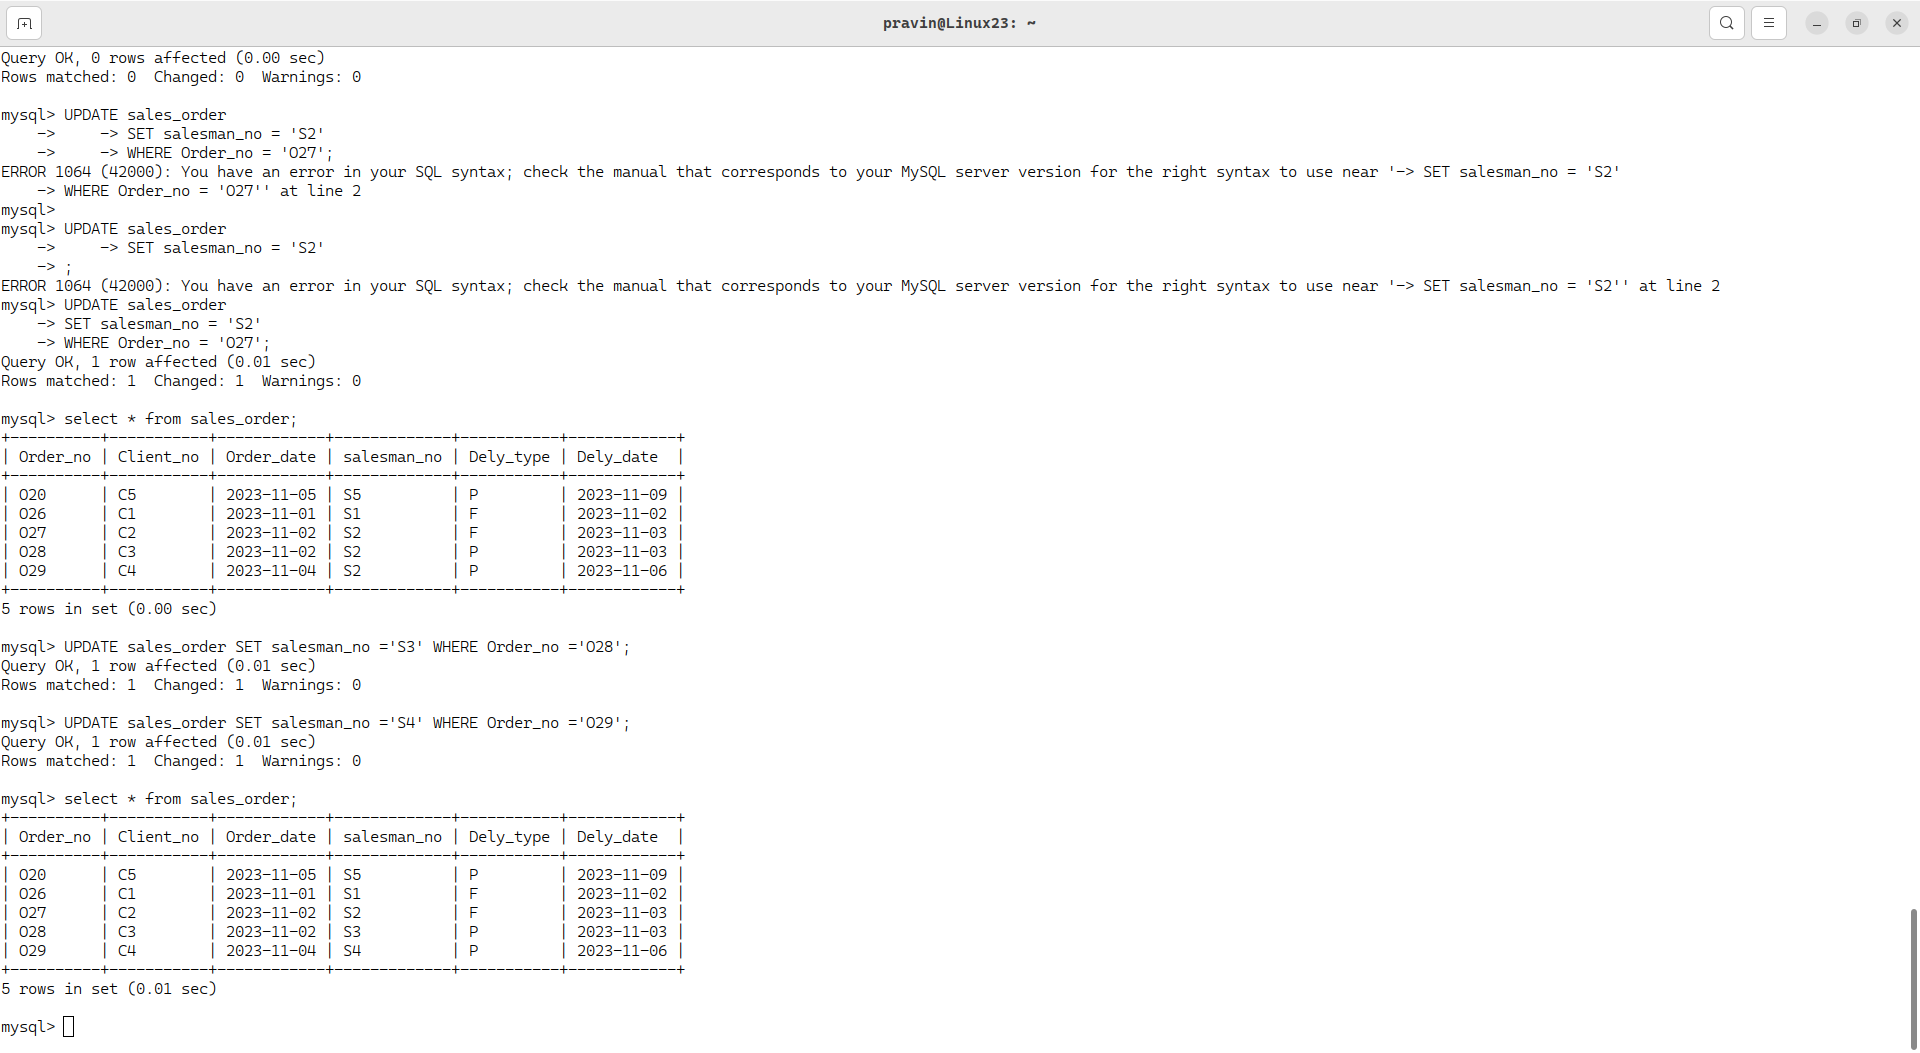 pravin@Linux23: ~
Query OK, 0 rows affected (0.00 sec)
Rows matched: 0  Changed: 0  Warnings: 0

mysql> UPDATE sales_order
    ->     -> SET salesman_no = 'S2'
    ->     -> WHERE Order_no = 'O27';
ERROR 1064 (42000): You have an error in your SQL syntax; check the manual that corresponds to your MySQL server version for the right syntax to use near '-> SET salesman_no = 'S2'
    -> WHERE Order_no = 'O27'' at line 2
mysql>
mysql> UPDATE sales_order
    ->     -> SET salesman_no = 'S2'
    -> ;
ERROR 1064 (42000): You have an error in your SQL syntax; check the manual that corresponds to your MySQL server version for the right syntax to use near '-> SET salesman_no = 'S2'' at line 2
mysql> UPDATE sales_order
    -> SET salesman_no = 'S2'
    -> WHERE Order_no = 'O27';
Query OK, 1 row affected (0.01 sec)
Rows matched: 1  Changed: 1  Warnings: 0

mysql> select * from sales_order;
+----------+-----------+------------+-------------+-----------+------------+
| Order_no | Client_no | Order_date | salesman_no | Dely_type | Dely_date  |
+----------+-----------+------------+-------------+-----------+------------+
| O20      | C5        | 2023-11-05 | S5          | P         | 2023-11-09 |
| O26      | C1        | 2023-11-01 | S1          | F         | 2023-11-02 |
| O27      | C2        | 2023-11-02 | S2          | F         | 2023-11-03 |
| O28      | C3        | 2023-11-02 | S2          | P         | 2023-11-03 |
| O29      | C4        | 2023-11-04 | S2          | P         | 2023-11-06 |
+----------+-----------+------------+-------------+-----------+------------+
5 rows in set (0.00 sec)

mysql> UPDATE sales_order SET salesman_no ='S3' WHERE Order_no ='O28';
Query OK, 1 row affected (0.01 sec)
Rows matched: 1  Changed: 1  Warnings: 0

mysql> UPDATE sales_order SET salesman_no ='S4' WHERE Order_no ='O29';
Query OK, 1 row affected (0.01 sec)
Rows matched: 1  Changed: 1  Warnings: 0

mysql> select * from sales_order;
+----------+-----------+------------+-------------+-----------+------------+
| Order_no | Client_no | Order_date | salesman_no | Dely_type | Dely_date  |
+----------+-----------+------------+-------------+-----------+------------+
| O20      | C5        | 2023-11-05 | S5          | P         | 2023-11-09 |
| O26      | C1        | 2023-11-01 | S1          | F         | 2023-11-02 |
| O27      | C2        | 2023-11-02 | S2          | F         | 2023-11-03 |
| O28      | C3        | 2023-11-02 | S3          | P         | 2023-11-03 |
| O29      | C4        | 2023-11-04 | S4          | P         | 2023-11-06 |
+----------+-----------+------------+-------------+-----------+------------+
5 rows in set (0.01 sec)

mysql>